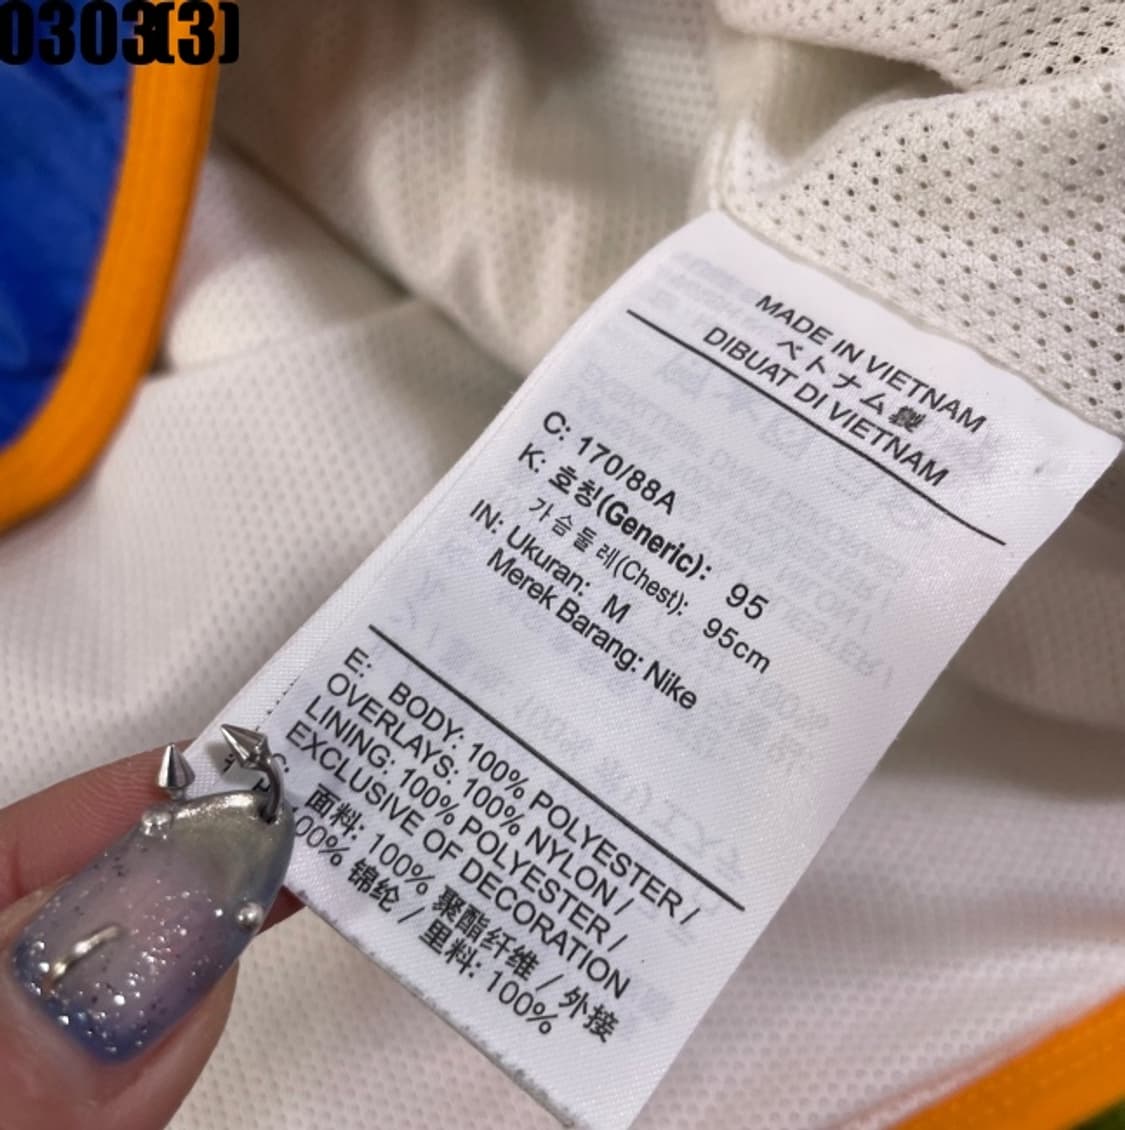 0303(3)
MADE IN VIETNAM
ベトナム製
DIBUAT DI VIETNAM
C: 170/88A
K: 호칭(Generic): 95
가슴둘레(Chest): 95cm
IN: Ukuran: M
Merek Barang: Nike
E: BODY: 100% POLYESTER /
OVERLAYS: 100% NYLON /
LINING: 100% POLYESTER /
EXCLUSIVE OF DECORATION
面料: 100% 聚酯纤维 / 外接
100% 锦纶 / 里料: 100%